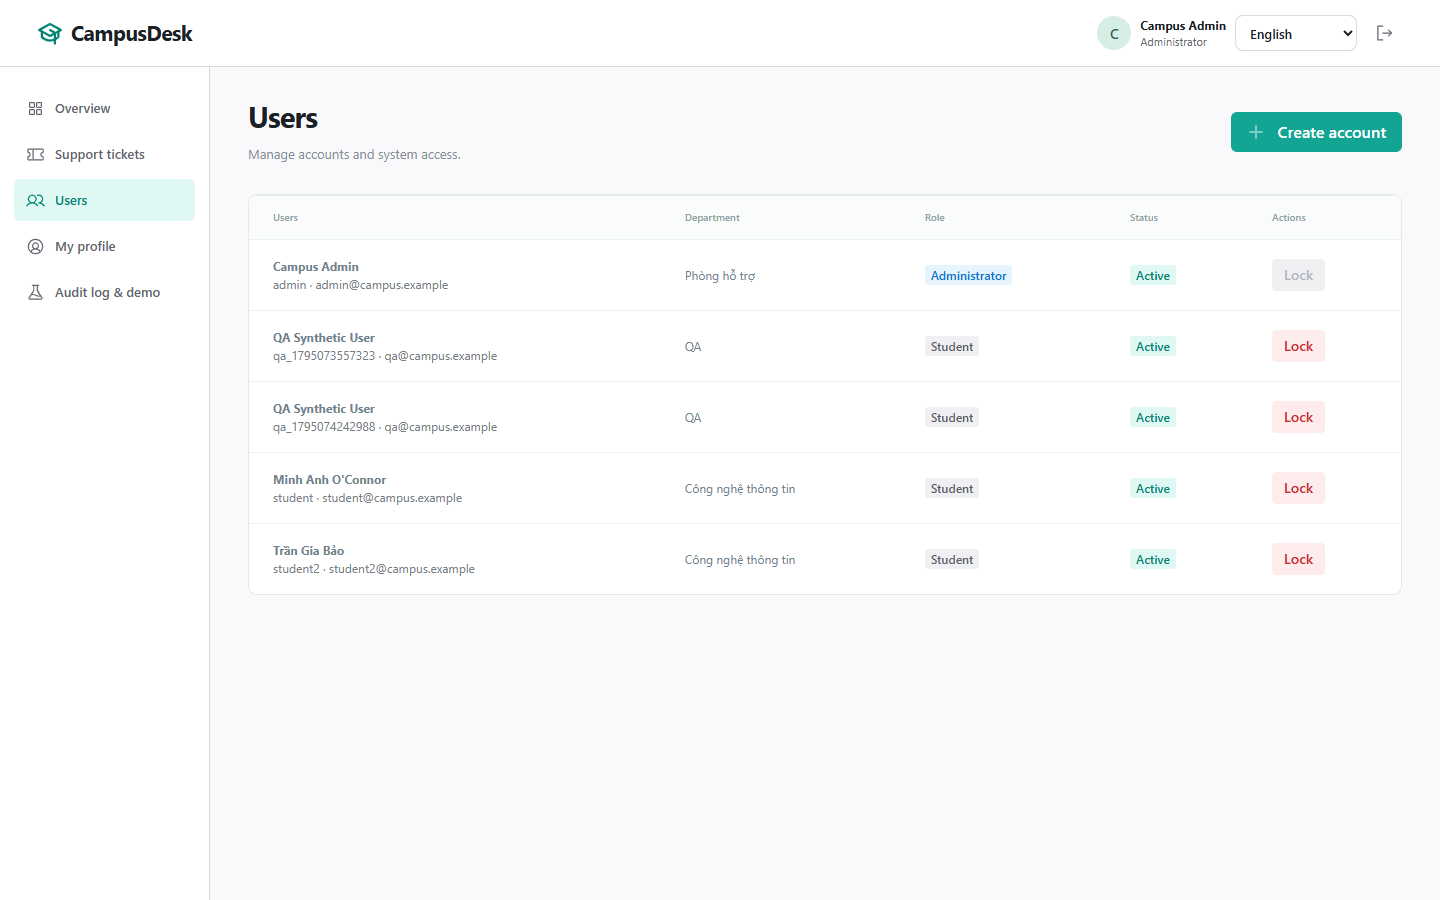 CampusDesk
C
Campus Admin
Administrator
English
Overview
Support tickets
Users
My profile
Audit log & demo
Users
Manage accounts and system access.
Create account
Users Department Role Status Actions
Campus Admin
admin · admin@campus.example
Phòng hỗ trợ
Administrator
Active
Lock
QA Synthetic User
qa_1795073557323 · qa@campus.example
QA
Student
Active
Lock
QA Synthetic User
qa_1795074242988 · qa@campus.example
QA
Student
Active
Lock
Minh Anh O'Connor
student · student@campus.example
Công nghệ thông tin
Student
Active
Lock
Trần Gia Bảo
student2 · student2@campus.example
Công nghệ thông tin
Student
Active
Lock